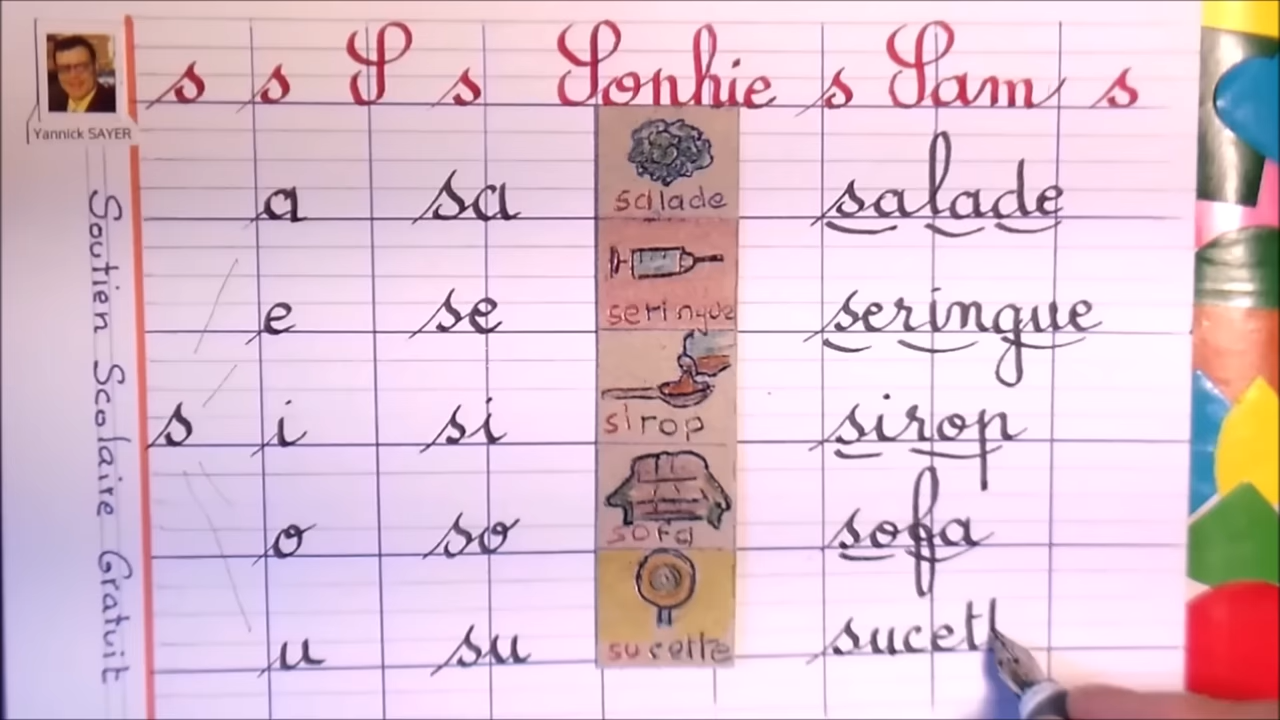 s s S s Sophie s Sam s
Yannick SAYER
Soutien Scolaire Gratuit
a sa salade salade
e se seringue seringue
s i si sirop sirop
o so sofa sofa
u su sucette sucett